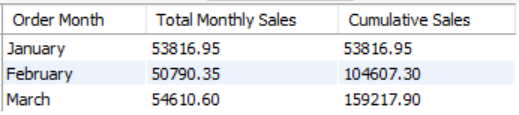 Order Month Total Monthly Sales Cumulative Sales
January 53816.95 53816.95
February 50790.35 104607.30
March 54610.60 159217.90